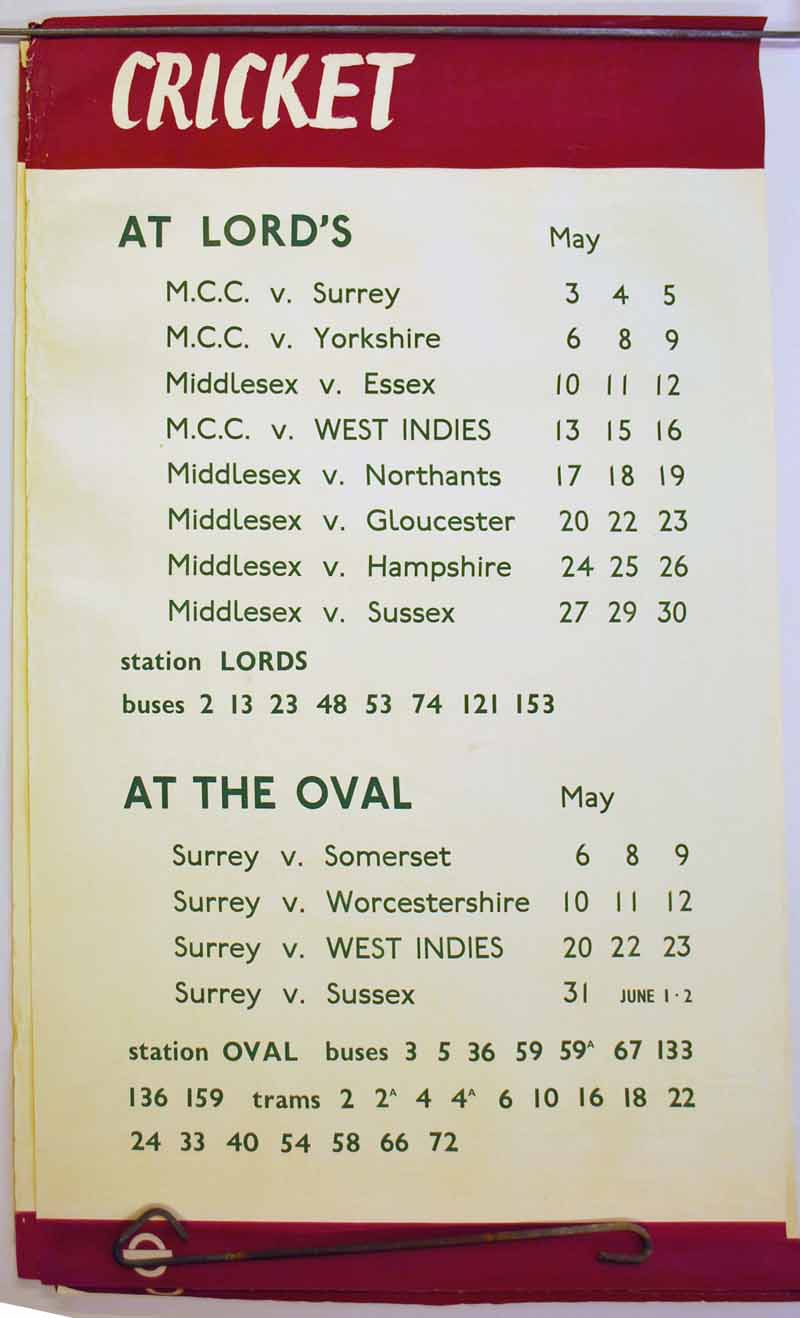 CRICKET
AT LORD'S May
M.C.C. v. Surrey 3 4 5
M.C.C. v. Yorkshire 6 8 9
Middlesex v. Essex 10 11 12
M.C.C. v. WEST INDIES 13 15 16
Middlesex v. Northants 17 18 19
Middlesex v. Gloucester 20 22 23
Middlesex v. Hampshire 24 25 26
Middlesex v. Sussex 27 29 30
station LORDS
buses 2 13 23 48 53 74 121 153
AT THE OVAL May
Surrey v. Somerset 6 8 9
Surrey v. Worcestershire 10 11 12
Surrey v. WEST INDIES 20 22 23
Surrey v. Sussex 31 JUNE 1·2
station OVAL buses 3 5 36 59 59ᴬ 67 133
136 159 trams 2 2ᴬ 4 4ᴬ 6 10 16 18 22
24 33 40 54 58 66 72